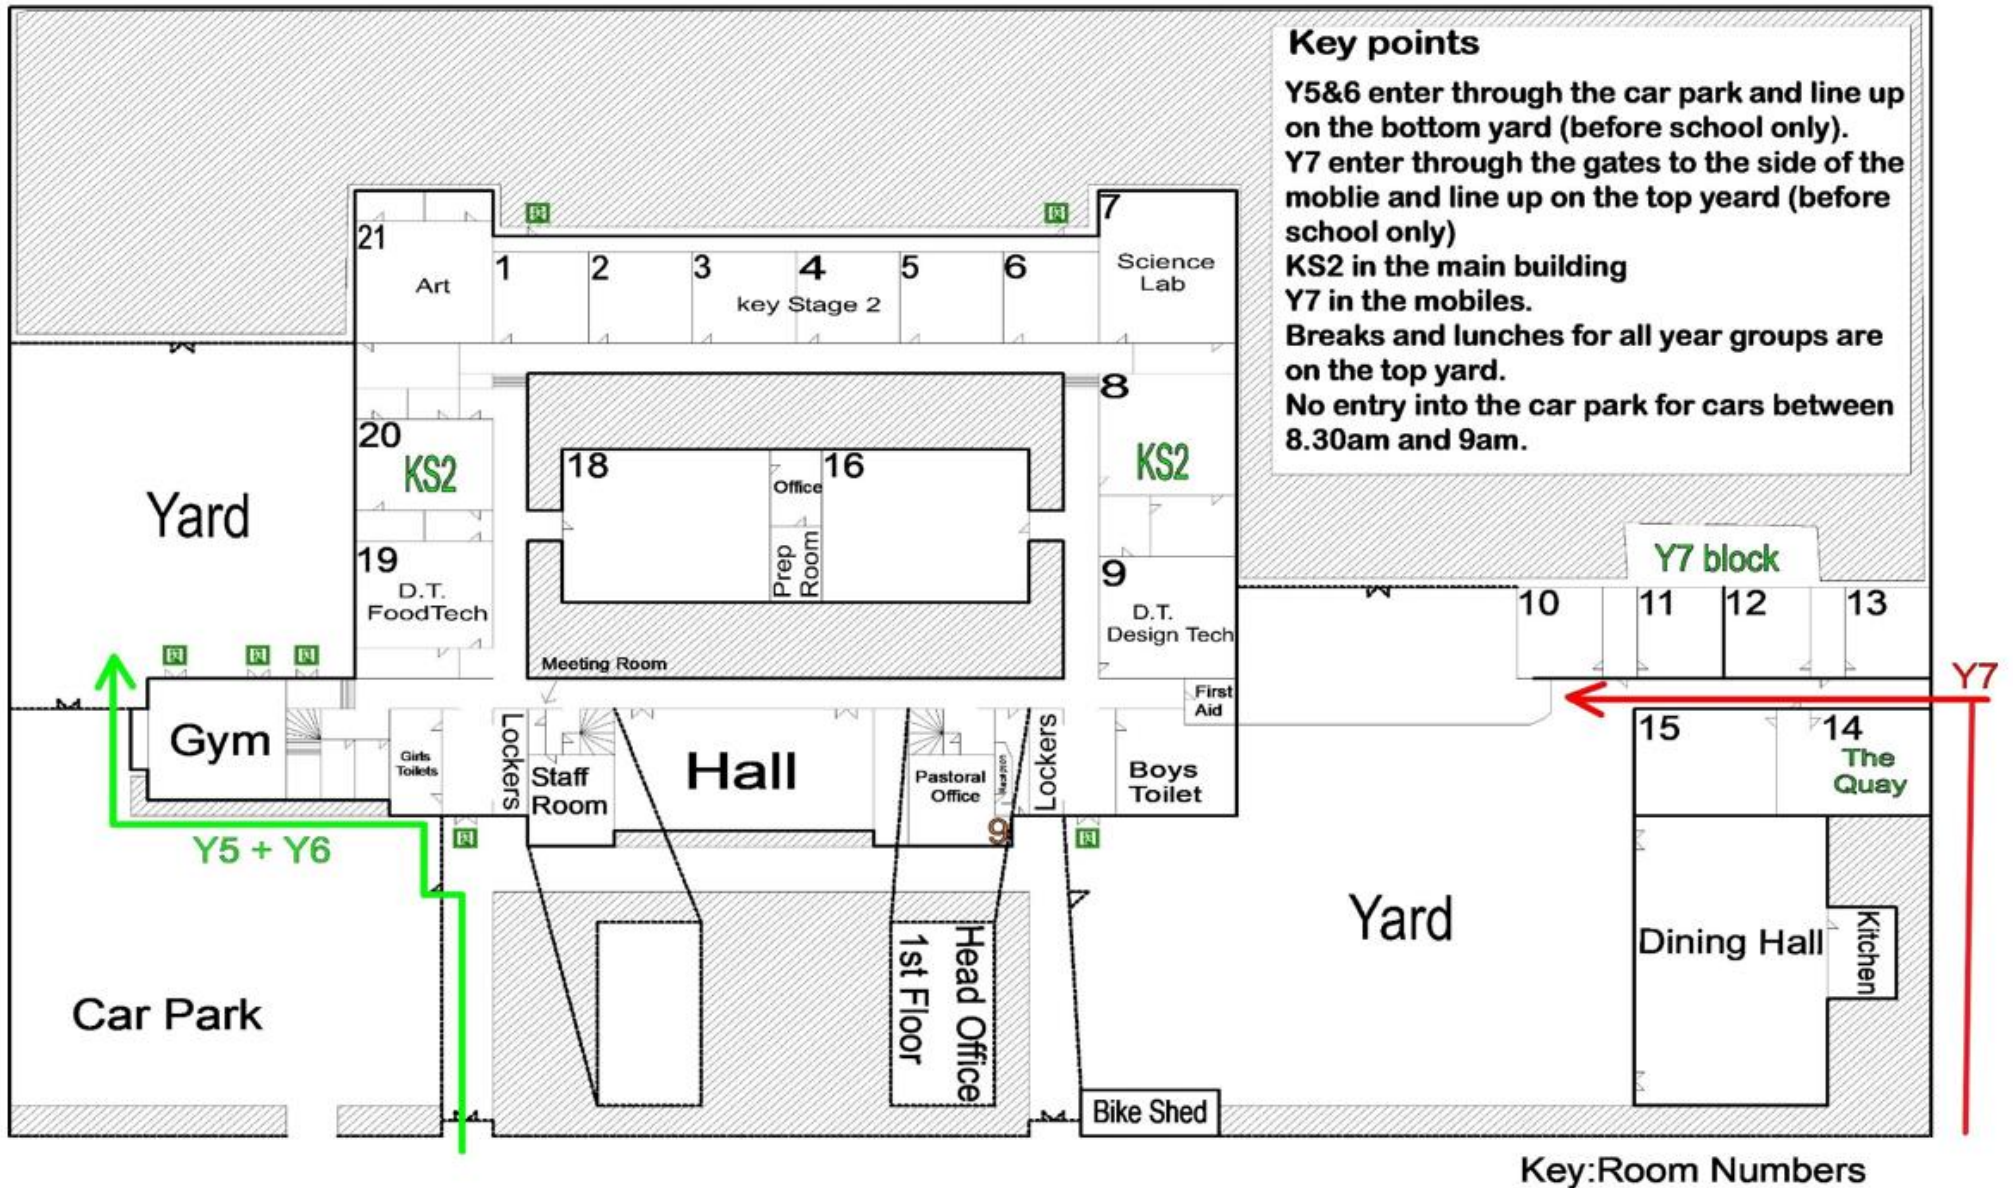 Key points
Y5&6 enter through the car park and line up
on the bottom yard (before school only).
Y7 enter through the gates to the side of the
moblie and line up on the top yeard (before
school only)
KS2 in the main building
Y7 in the mobiles.
Breaks and lunches for all year groups are
on the top yard.
No entry into the car park for cars between
8.30am and 9am.
21
Art
1
2
3
4
5
6
key Stage 2
7
Science
Lab
20
KS2
18
Office
16
Prep
Room
8
KS2
Yard
19
D.T.
FoodTech
9
D.T.
Design Tech
Y7 block
10
11
12
13
Meeting Room
First
Aid
Y7
Gym
Girls
Toilets
Lockers
Staff
Room
Hall
Pastoral
Office
9
Lockers
Boys
Toilet
15
14
The
Quay
Y5 + Y6
Car Park
Head Office
1st Floor
Yard
Dining Hall
Kitchen
Bike Shed
Key:Room Numbers